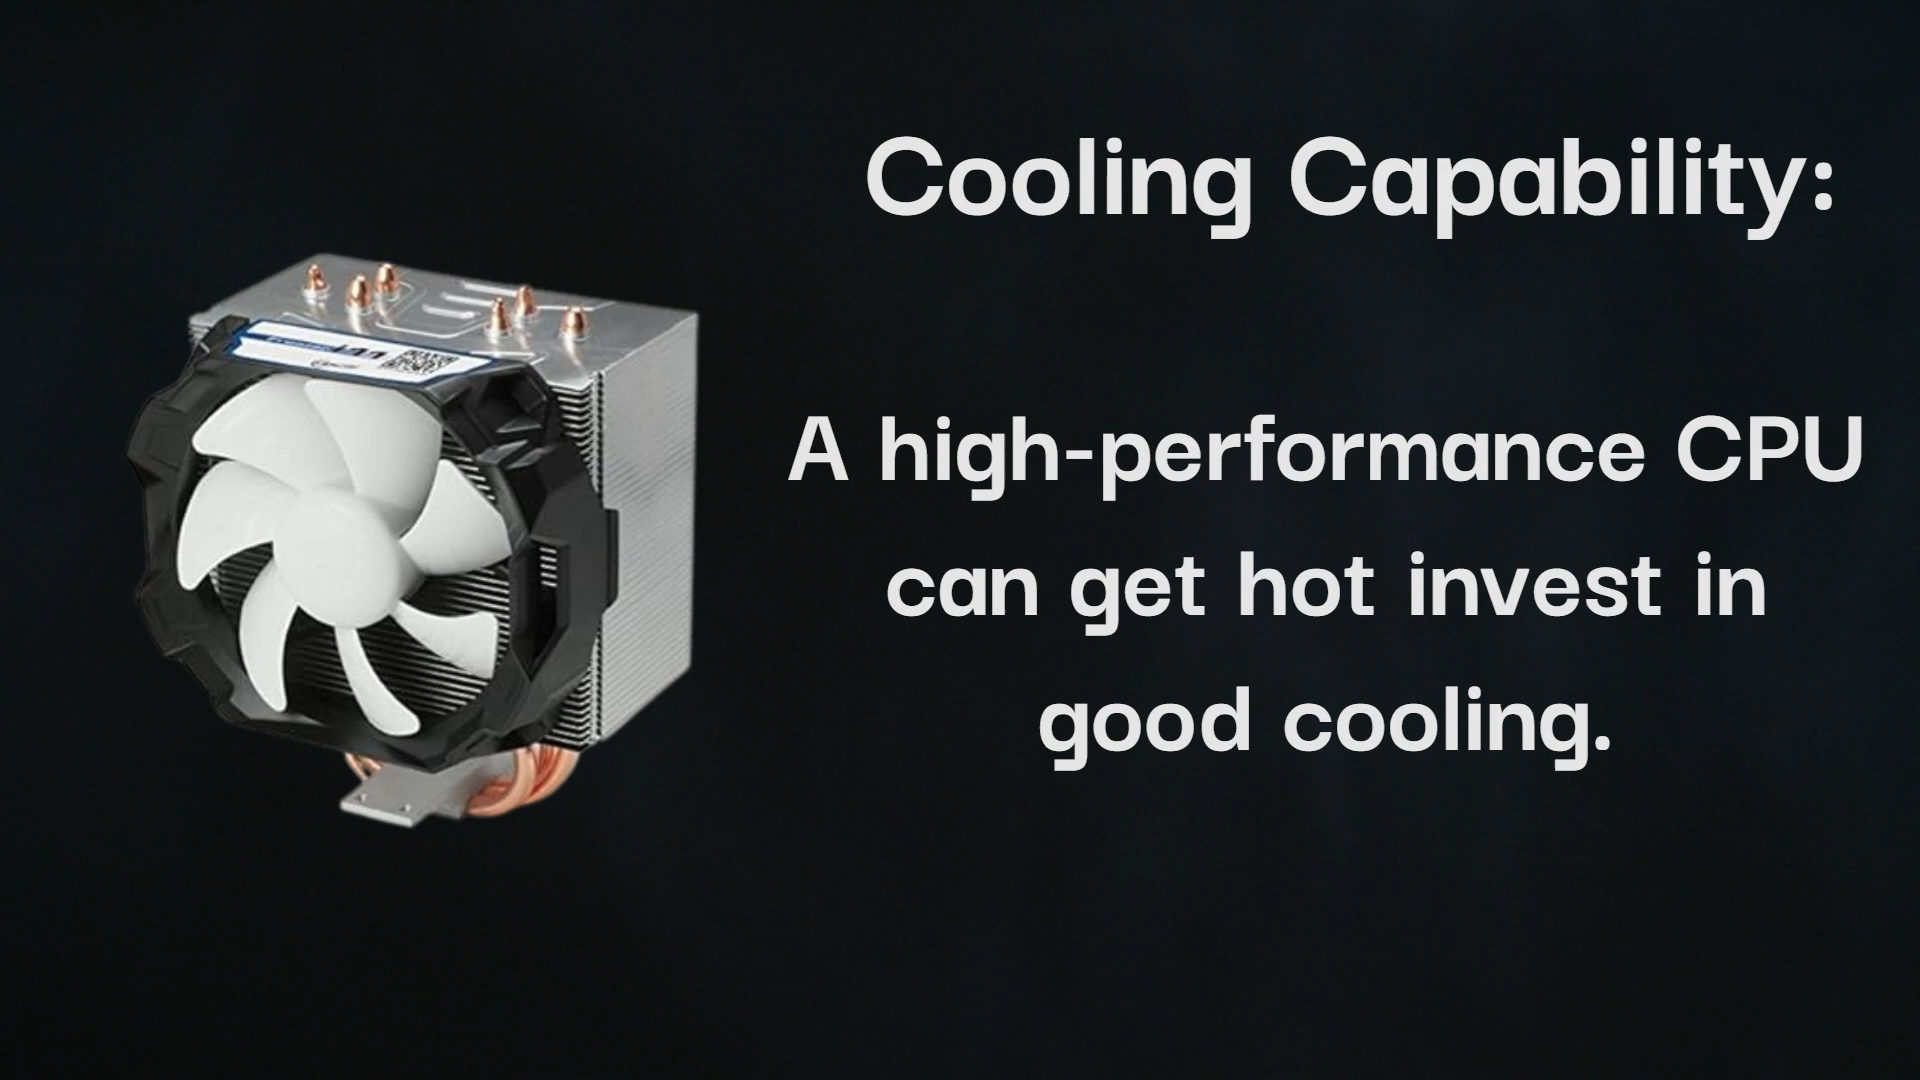 Cooling Capability:
A high-performance CPU
can get hot invest in
good cooling.